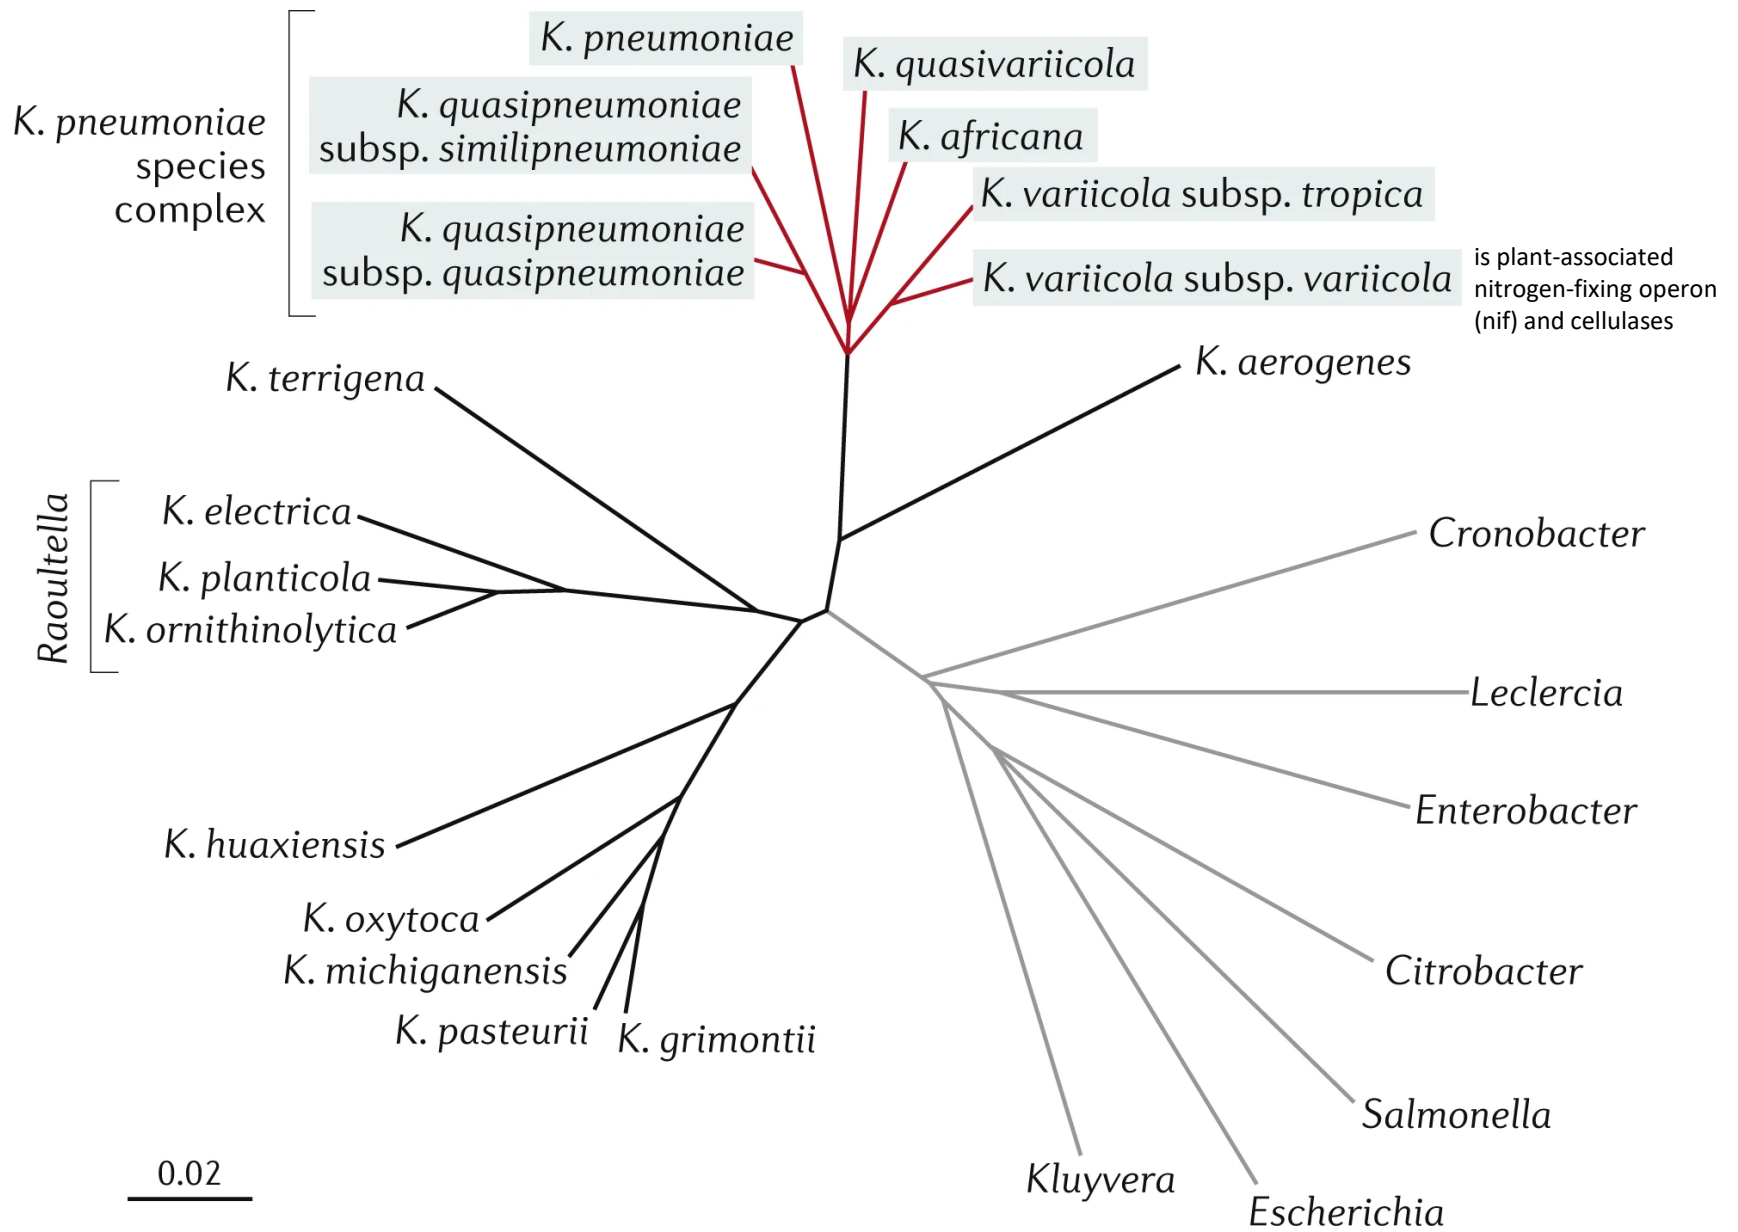 K. pneumoniae
K. quasivariicola
K. quasipneumoniae
subsp. similipneumoniae
K. pneumoniae
species
complex
K. africana
K. variicola subsp. tropica
K. quasipneumoniae
subsp. quasipneumoniae
K. variicola subsp. variicola
is plant-associated
nitrogen-fixing operon
(nif) and cellulases
K. terrigena
K. aerogenes
Raoultella
K. electrica
K. planticola
K. ornithinolytica
Cronobacter
Leclercia
Enterobacter
K. huaxiensis
K. oxytoca
K. michiganensis
K. pasteurii
K. grimontii
Citrobacter
Salmonella
Kluyvera
Escherichia
0.02